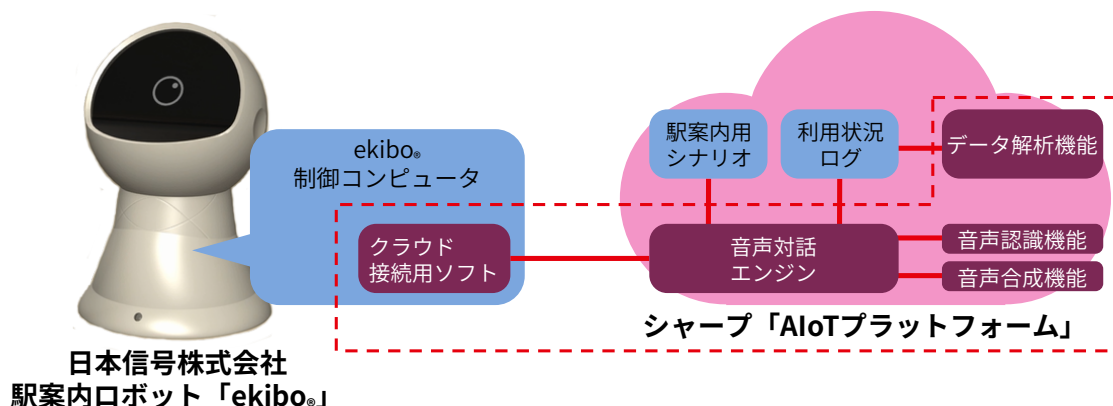 ekibo®
制御コンピュータ
クラウド
接続用ソフト
駅案内用
シナリオ
利用状況
ログ
データ解析機能
音声対話
エンジン
音声認識機能
音声合成機能
シャープ「AIoTプラットフォーム」
日本信号株式会社
駅案内ロボット「ekibo®」